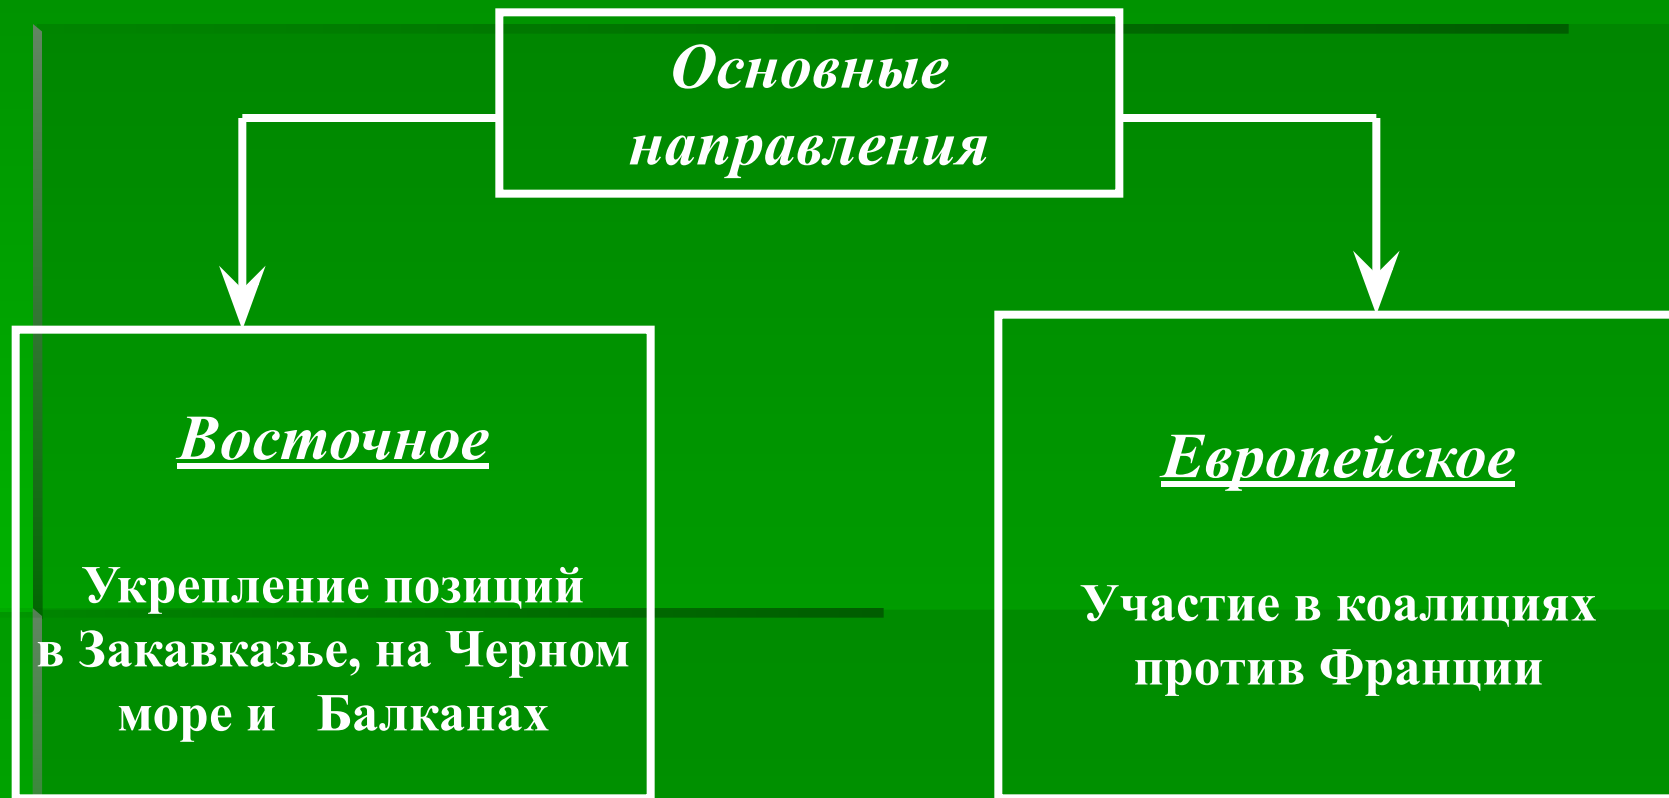 Основные
направления
Восточное
Укрепление позиций
в Закавказье, на Черном
море и Балканах
Европейское
Участие в коалициях
против Франции